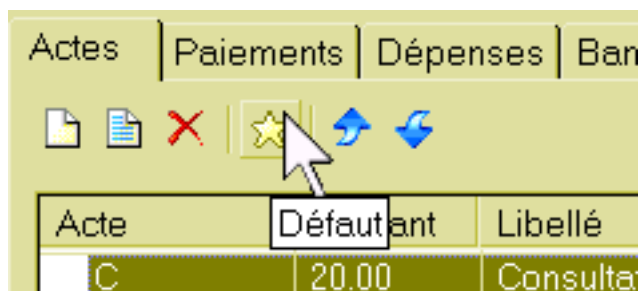 Actes Paiements Dépenses Ban
Acte Défaut ant Libellé
C 20.00 Consultat